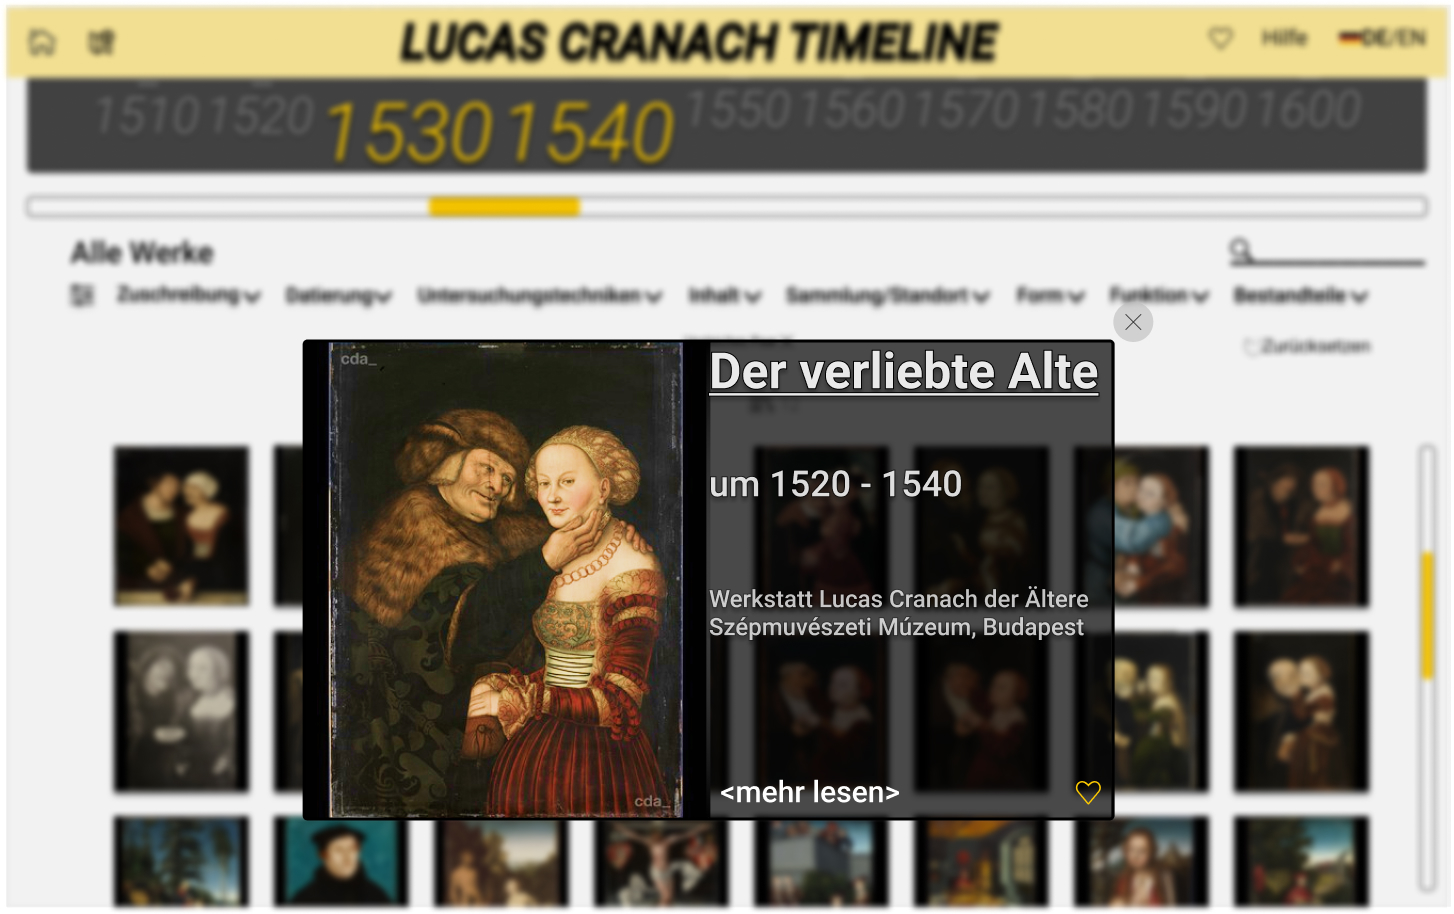 LUCAS CRANACH TIMELINE
Hilfe
DE/EN
1510 1520 1530 1540 1550 1560 1570 1580 1590 1600
Alle Werke
Zuschreibung Datierung Untersuchungstechniken Inhalt Sammlung/Standort Form Funktion Bestandteile
Zurücksetzen
cda_
Der verliebte Alte
um 1520 - 1540
Werkstatt Lucas Cranach der Ältere
Szépmuvészeti Múzeum, Budapest
cda_
<mehr lesen>